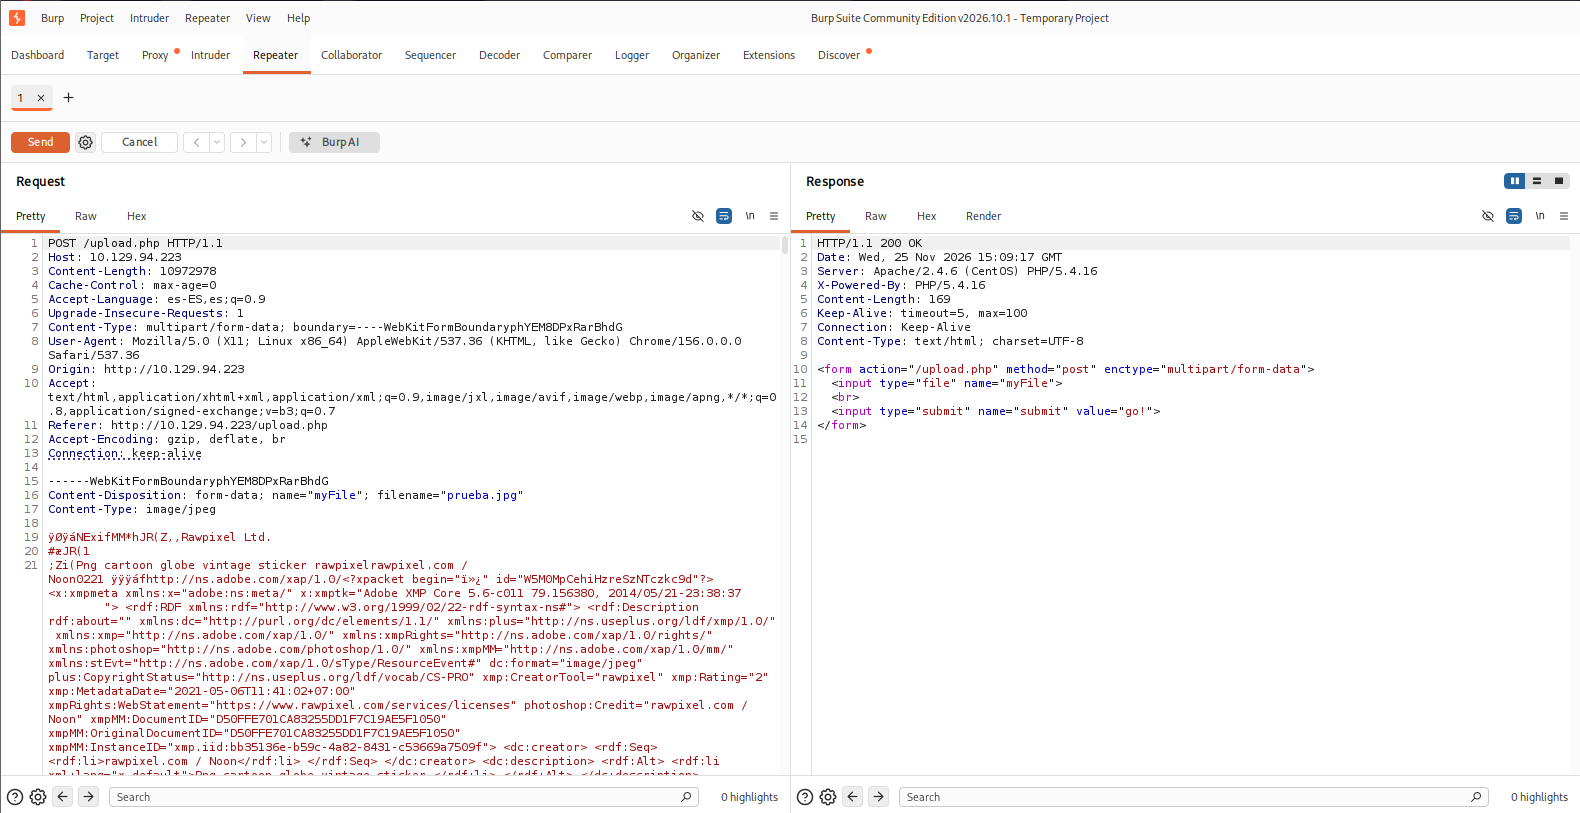 Burp Project Intruder Repeater View Help
Burp Suite Community Edition v2026.10.1 - Temporary Project
Dashboard Target Proxy Intruder Repeater Collaborator Sequencer Decoder Comparer Logger Organizer Extensions Discover
1 × +
Send Cancel < > Burp AI
Request
Pretty Raw Hex \n
1 POST /upload.php HTTP/1.1
2 Host: 10.129.94.223
3 Content-Length: 10972978
4 Cache-Control: max-age=0
5 Accept-Language: es-ES,es;q=0.9
6 Upgrade-Insecure-Requests: 1
7 Content-Type: multipart/form-data; boundary=----WebKitFormBoundaryphYEM8DPxRarBhdG
8 User-Agent: Mozilla/5.0 (X11; Linux x86_64) AppleWebKit/537.36 (KHTML, like Gecko) Chrome/156.0.0.0
Safari/537.36
9 Origin: http://10.129.94.223
10 Accept:
text/html,application/xhtml+xml,application/xml;q=0.9,image/jxl,image/avif,image/webp,image/apng,*/*;q=0
.8,application/signed-exchange;v=b3;q=0.7
11 Referer: http://10.129.94.223/upload.php
12 Accept-Encoding: gzip, deflate, br
13 Connection: keep-alive
14
15 ------WebKitFormBoundaryphYEM8DPxRarBhdG
16 Content-Disposition: form-data; name="myFile"; filename="prueba.jpg"
17 Content-Type: image/jpeg
18
19 ÿØÿáNExifMM*hJR(Z,,Rawpixel Ltd.
20 #æJR(1
21 ;Zi(Png cartoon globe vintage sticker rawpixelrawpixel.com /
Noon0221 ÿÿÿáfhttp://ns.adobe.com/xap/1.0/<?xpacket begin="ï»¿" id="W5M0MpCehiHzreSzNTczkc9d"?>
<x:xmpmeta xmlns:x="adobe:ns:meta/" x:xmptk="Adobe XMP Core 5.6-c011 79.156380, 2014/05/21-23:38:37
"> <rdf:RDF xmlns:rdf="http://www.w3.org/1999/02/22-rdf-syntax-ns#"> <rdf:Description
rdf:about="" xmlns:dc="http://purl.org/dc/elements/1.1/" xmlns:plus="http://ns.useplus.org/ldf/xmp/1.0/"
xmlns:xmp="http://ns.adobe.com/xap/1.0/" xmlns:xmpRights="http://ns.adobe.com/xap/1.0/rights/"
xmlns:photoshop="http://ns.adobe.com/photoshop/1.0/" xmlns:xmpMM="http://ns.adobe.com/xap/1.0/mm/"
xmlns:stEvt="http://ns.adobe.com/xap/1.0/sType/ResourceEvent#" dc:format="image/jpeg"
plus:CopyrightStatus="http://ns.useplus.org/ldf/vocab/CS-PRO" xmp:CreatorTool="rawpixel" xmp:Rating="2"
xmp:MetadataDate="2021-05-06T11:41:02+07:00"
xmpRights:WebStatement="https://www.rawpixel.com/services/licenses" photoshop:Credit="rawpixel.com /
Noon" xmpMM:DocumentID="D50FFE701CA83255DD1F7C19AE5F1050"
xmpMM:OriginalDocumentID="D50FFE701CA83255DD1F7C19AE5F1050"
xmpMM:InstanceID="xmp.iid:bb35136e-b59c-4a82-8431-c53669a7509f"> <dc:creator> <rdf:Seq>
<rdf:li>rawpixel.com / Noon</rdf:li> </rdf:Seq> </dc:creator> <dc:description> <rdf:Alt> <rdf:li
xml:lang="x-default">Png cartoon globe vintage sticker </rdf:li> </rdf:Alt> </dc:description>
Search 0 highlights
Response
Pretty Raw Hex Render \n
1 HTTP/1.1 200 OK
2 Date: Wed, 25 Nov 2026 15:09:17 GMT
3 Server: Apache/2.4.6 (CentOS) PHP/5.4.16
4 X-Powered-By: PHP/5.4.16
5 Content-Length: 169
6 Keep-Alive: timeout=5, max=100
7 Connection: Keep-Alive
8 Content-Type: text/html; charset=UTF-8
9
10 <form action="/upload.php" method="post" enctype="multipart/form-data">
11 <input type="file" name="myFile">
12 <br>
13 <input type="submit" name="submit" value="go!">
14 </form>
15
Search 0 highlights